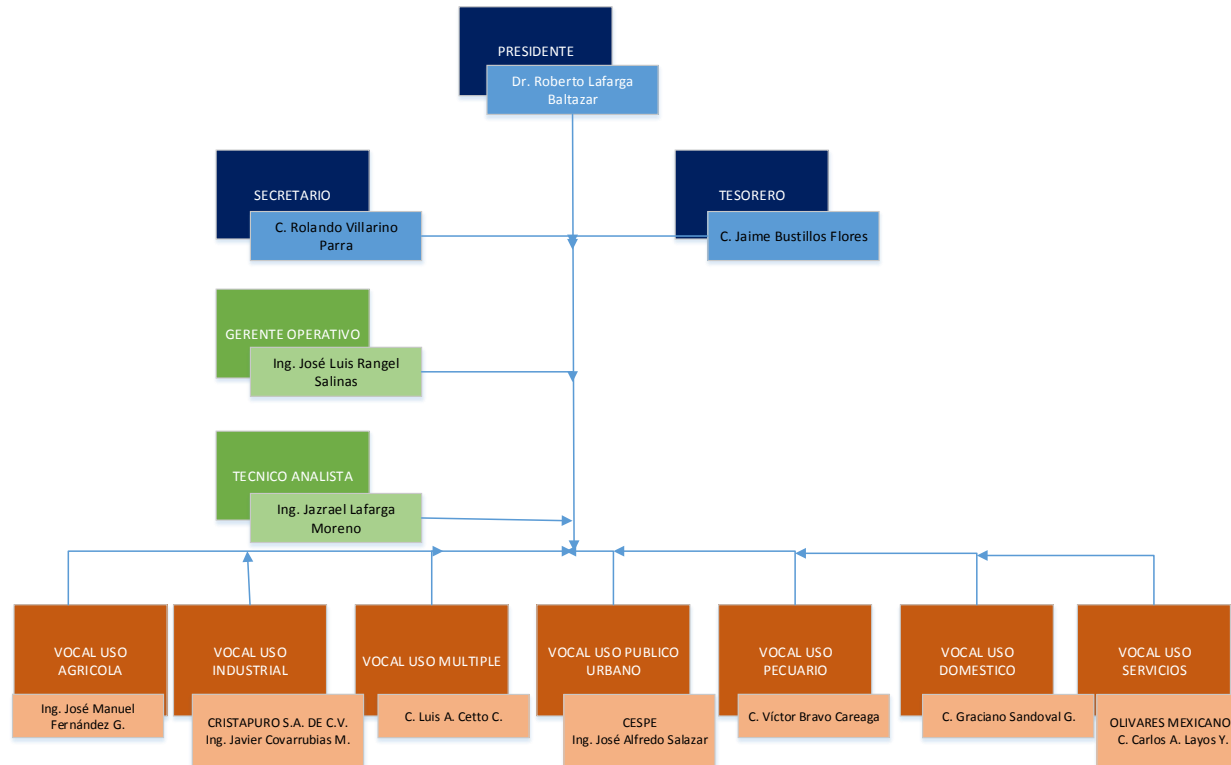 PRESIDENTE
Dr. Roberto Lafarga
Baltazar
SECRETARIO
C. Rolando Villarino
Parra
TESORERO
C. Jaime Bustillos Flores
GERENTE OPERATIVO
Ing. José Luis Rangel
Salinas
TECNICO ANALISTA
Ing. Jazrael Lafarga
Moreno
VOCAL USO
AGRICOLA
Ing. José Manuel
Fernández G.
VOCAL USO
INDUSTRIAL
CRISTAPURO S.A. DE C.V.
Ing. Javier Covarrubias M.
VOCAL USO MULTIPLE
C. Luis A. Cetto C.
VOCAL USO PUBLICO
URBANO
CESPE
Ing. José Alfredo Salazar
VOCAL USO
PECUARIO
C. Víctor Bravo Careaga
VOCAL USO
DOMESTICO
C. Graciano Sandoval G.
VOCAL USO
SERVICIOS
OLIVARES MEXICANO
C. Carlos A. Layos Y.